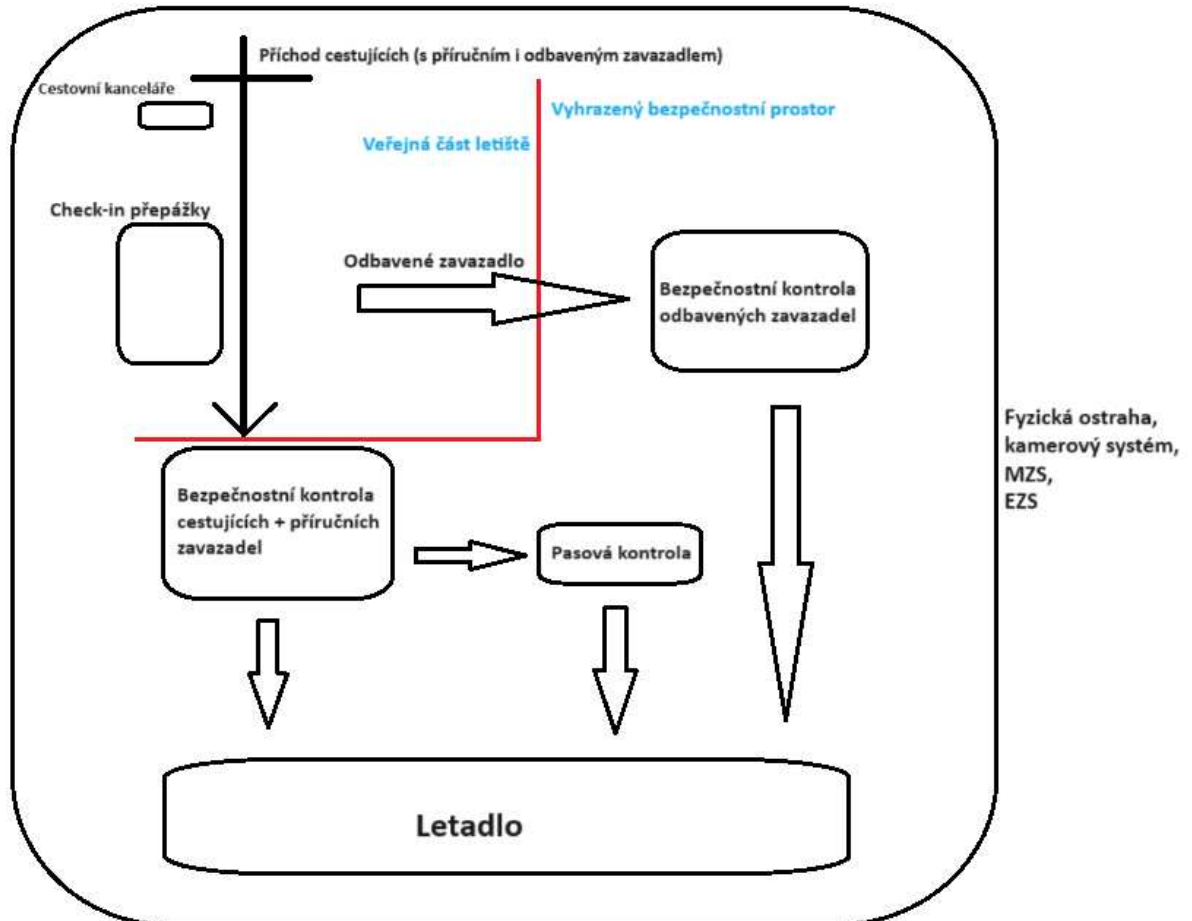 Příchod cestujících (s příručním i odbaveným zavazadlem)
Cestovní kanceláře
Vyhrazený bezpečnostní prostor
Veřejná část letiště
Check-in přepážky
Odbavené zavazadlo
Bezpečnostní kontrola
odbavených zavazadel
Fyzická ostraha,
kamerový systém,
MZS,
EZS
Bezpečnostní kontrola
cestujících + příručních
zavazadel
Pasová kontrola
Letadlo